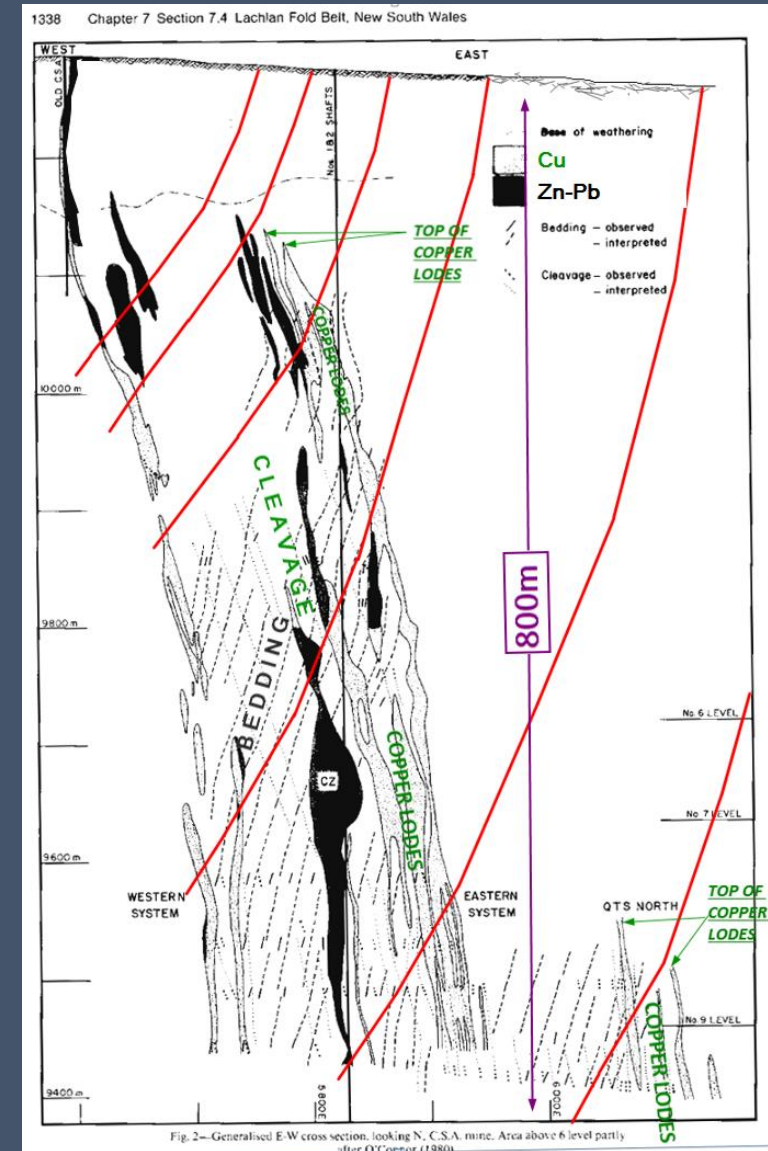 1338 Chapter 7 Section 7.4 Lachlan Fold Belt, New South Wales
WEST
EAST
OLD CSA
Nos. 1&2 SHAFTS
Base of weathering
Cu
Zn-Pb
Bedding – observed
– interpreted
Cleavage – observed
– interpreted
TOP OF
COPPER
LODES
COPPER LODES
10000 m
CLEAVAGE
9800 m
BEDDING
800m
No. 6 LEVEL
COPPER LODES
CZ
No. 7 LEVEL
9600 m
WESTERN
SYSTEM
EASTERN
SYSTEM
QTS NORTH
TOP OF
COPPER
LODES
No. 9 LEVEL
COPPER LODES
9400 m
5800E
6000E
Fig. 2—Generalised E-W cross section, looking N, C.S.A. mine. Area above 6 level partly
after O'Connor (1980)